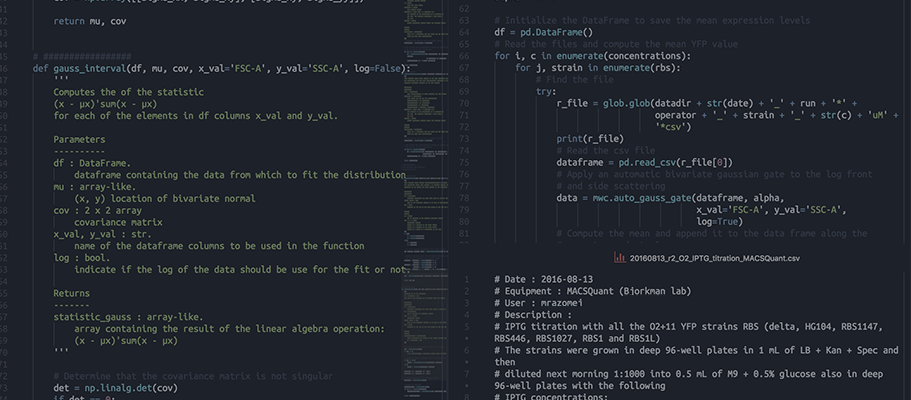 return mu, cov
# #################
def gauss_interval(df, mu, cov, x_val='FSC-A', y_val='SSC-A', log=False):
'''
Computes the of the statistic
(x - μx)'sum(x - μx)
for each of the elements in df columns x_val and y_val.
Parameters
----------
df : DataFrame.
dataframe containing the data from which to fit the distribution
mu : array-like.
(x, y) location of bivariate normal
cov : 2 x 2 array
covariance matrix
x_val, y_val : str.
name of the dataframe columns to be used in the function
log : bool.
indicate if the log of the data should be use for the fit or not.
Returns
-------
statistic_gauss : array-like.
array containing the result of the linear algebra operation:
(x - μx)'sum(x - μx)
'''
# Determine that the covariance matrix is not singular
det = np.linalg.det(cov)
if det == 0:
62
63 # Initialize the DataFrame to save the mean expression levels
64 df = pd.DataFrame()
65 # Read the files and compute the mean YFP value
66 for i, c in enumerate(concentrations):
67 for j, strain in enumerate(rbs):
68 # Find the file
69 try:
70 r_file = glob.glob(datadir + str(date) + '_' + run + '*' +
71 operator + '_' + strain + '_' + str(c) + 'uM' +
72 '*csv')
73 print(r_file)
74 # Read the csv file
75 dataframe = pd.read_csv(r_file[0])
76 # Apply an automatic bivariate gaussian gate to the log front
77 # and side scattering
78 data = mwc.auto_gauss_gate(dataframe, alpha,
79 x_val='FSC-A', y_val='SSC-A',
80 log=True)
81 # Compute the mean and append it to the data frame along the
20160813_r2_O2_IPTG_titration_MACSQuant.csv
1 # Date : 2016-08-13
2 # Equipment : MACSQuant (Bjorkman lab)
3 # User : mrazomei
4 # Description :
5 # IPTG titration with all the O2+11 YFP strains RBS (delta, HG104, RBS1147,
RBS446, RBS1027, RBS1 and RBS1L)
6 # The strains were grown in deep 96-well plates in 1 mL of LB + Kan + Spec and
then
7 # diluted next morning 1:1000 into 0.5 mL of M9 + 0.5% glucose also in deep
96-well plates with the following
8 # IPTG concentrations: